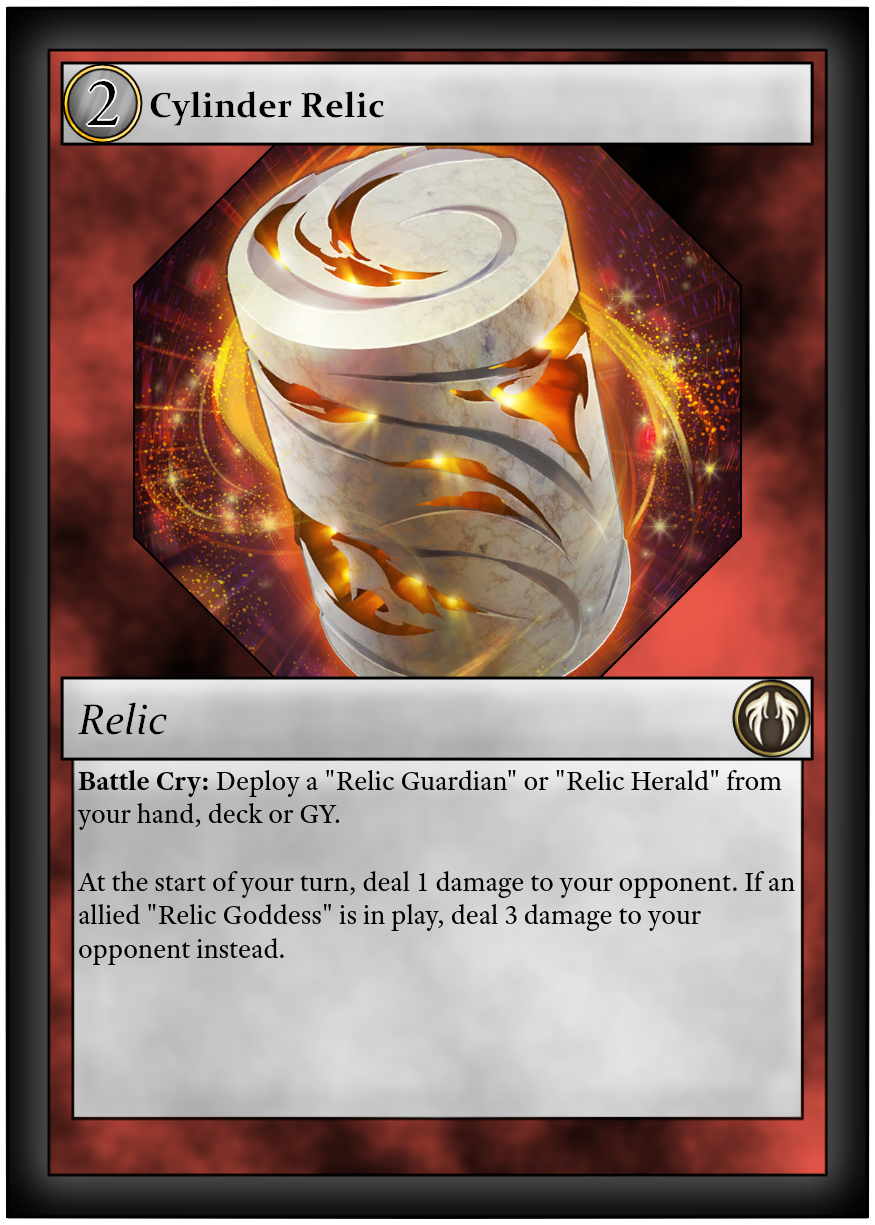 2 Cylinder Relic
Relic
Battle Cry: Deploy a "Relic Guardian" or "Relic Herald" from
your hand, deck or GY.
At the start of your turn, deal 1 damage to your opponent. If an
allied "Relic Goddess" is in play, deal 3 damage to your
opponent instead.